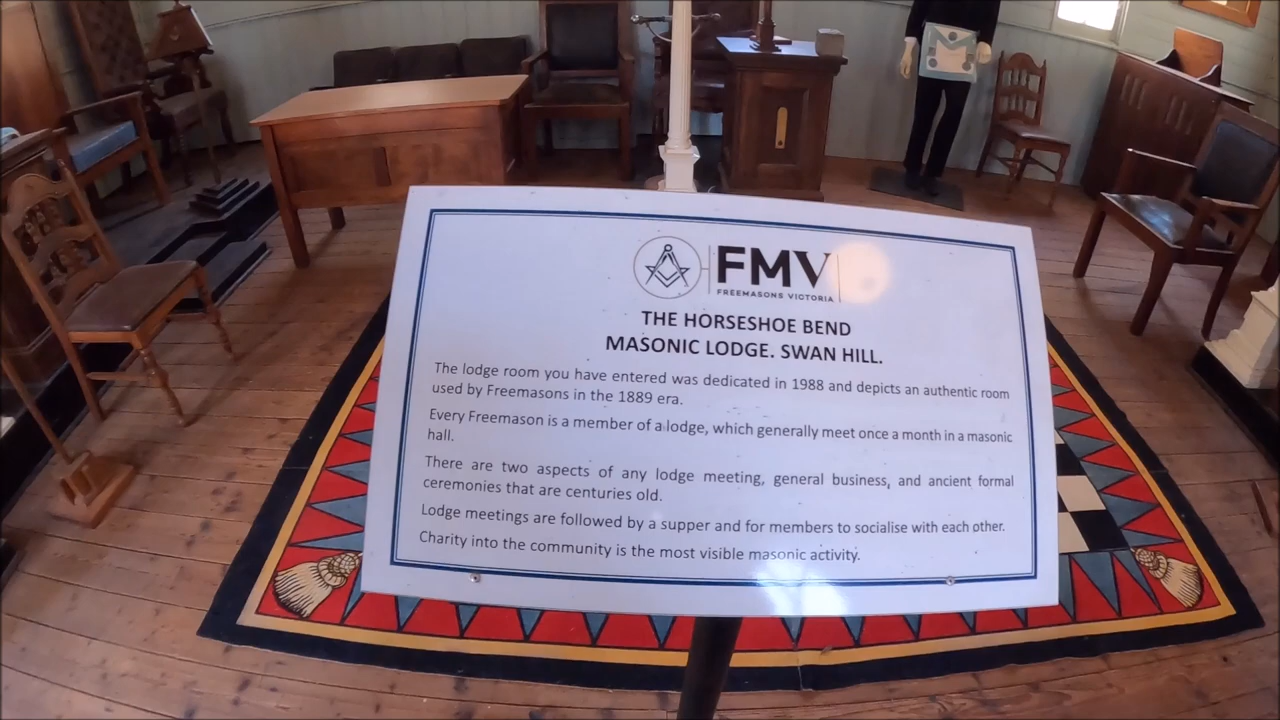 FMV
FREEMASONS VICTORIA
THE HORSESHOE BEND
MASONIC LODGE. SWAN HILL.
The lodge room you have entered was dedicated in 1988 and depicts an authentic room
used by Freemasons in the 1889 era.
Every Freemason is a member of a lodge, which generally meet once a month in a masonic
hall.
There are two aspects of any lodge meeting, general business, and ancient formal
ceremonies that are centuries old.
Lodge meetings are followed by a supper and for members to socialise with each other.
Charity into the community is the most visible masonic activity.